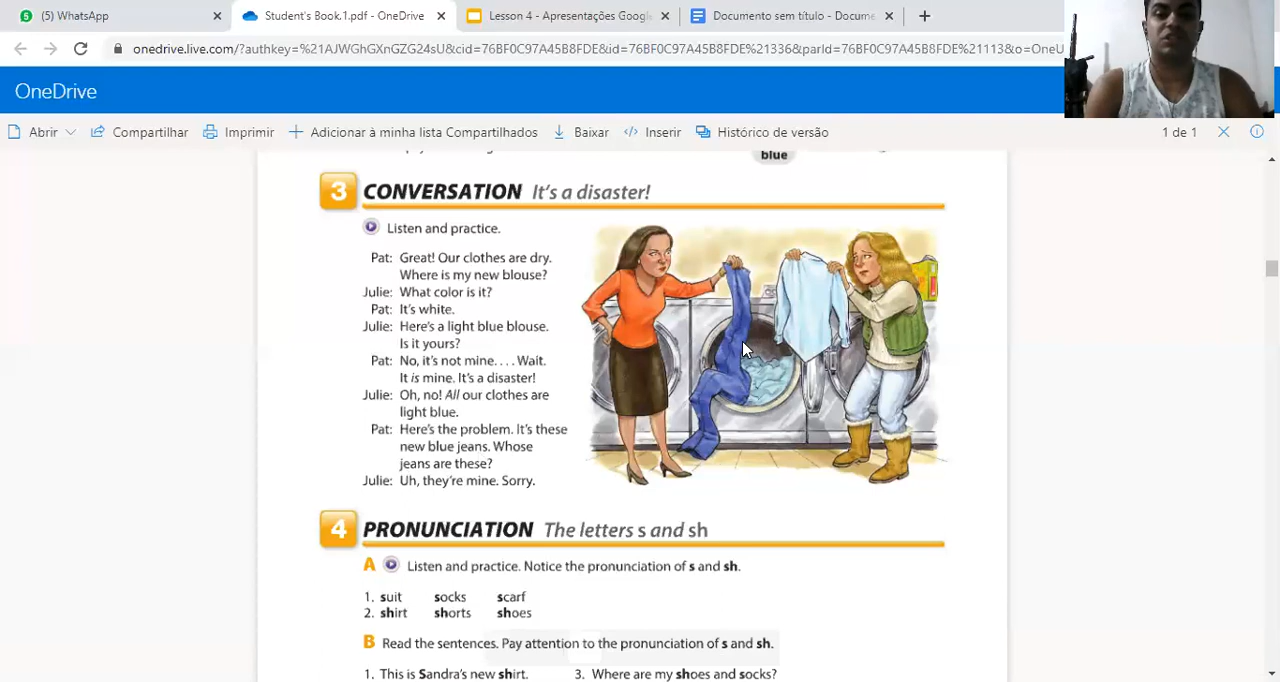 (5) WhatsApp
Student's Book.1.pdf - OneDrive
Lesson 4 - Apresentações Googl
Documento sem título - Docume
onedrive.live.com/?authkey=%21AJWGhGXnGZG24sU&cid=76BF0C97A45B8FDE&id=76BF0C97A45B8FDE%21336&parId=76BF0C97A45B8FDE%21113&o=OneU
OneDrive
Abrir
Compartilhar
Imprimir
Adicionar à minha lista Compartilhados
Baixar
Inserir
Histórico de versão
1 de 1
blue
3 CONVERSATION It's a disaster!
Listen and practice.
Pat: Great! Our clothes are dry.
Where is my new blouse?
Julie: What color is it?
Pat: It's white.
Julie: Here's a light blue blouse.
Is it yours?
Pat: No, it's not mine. . . . Wait.
It is mine. It's a disaster!
Julie: Oh, no! All our clothes are
light blue.
Pat: Here's the problem. It's these
new blue jeans. Whose
jeans are these?
Julie: Uh, they're mine. Sorry.
4 PRONUNCIATION The letters s and sh
A Listen and practice. Notice the pronunciation of s and sh.
1. suit socks scarf
2. shirt shorts shoes
B Read the sentences. Pay attention to the pronunciation of s and sh.
1. This is Sandra's new shirt. 3. Where are my shoes and socks?